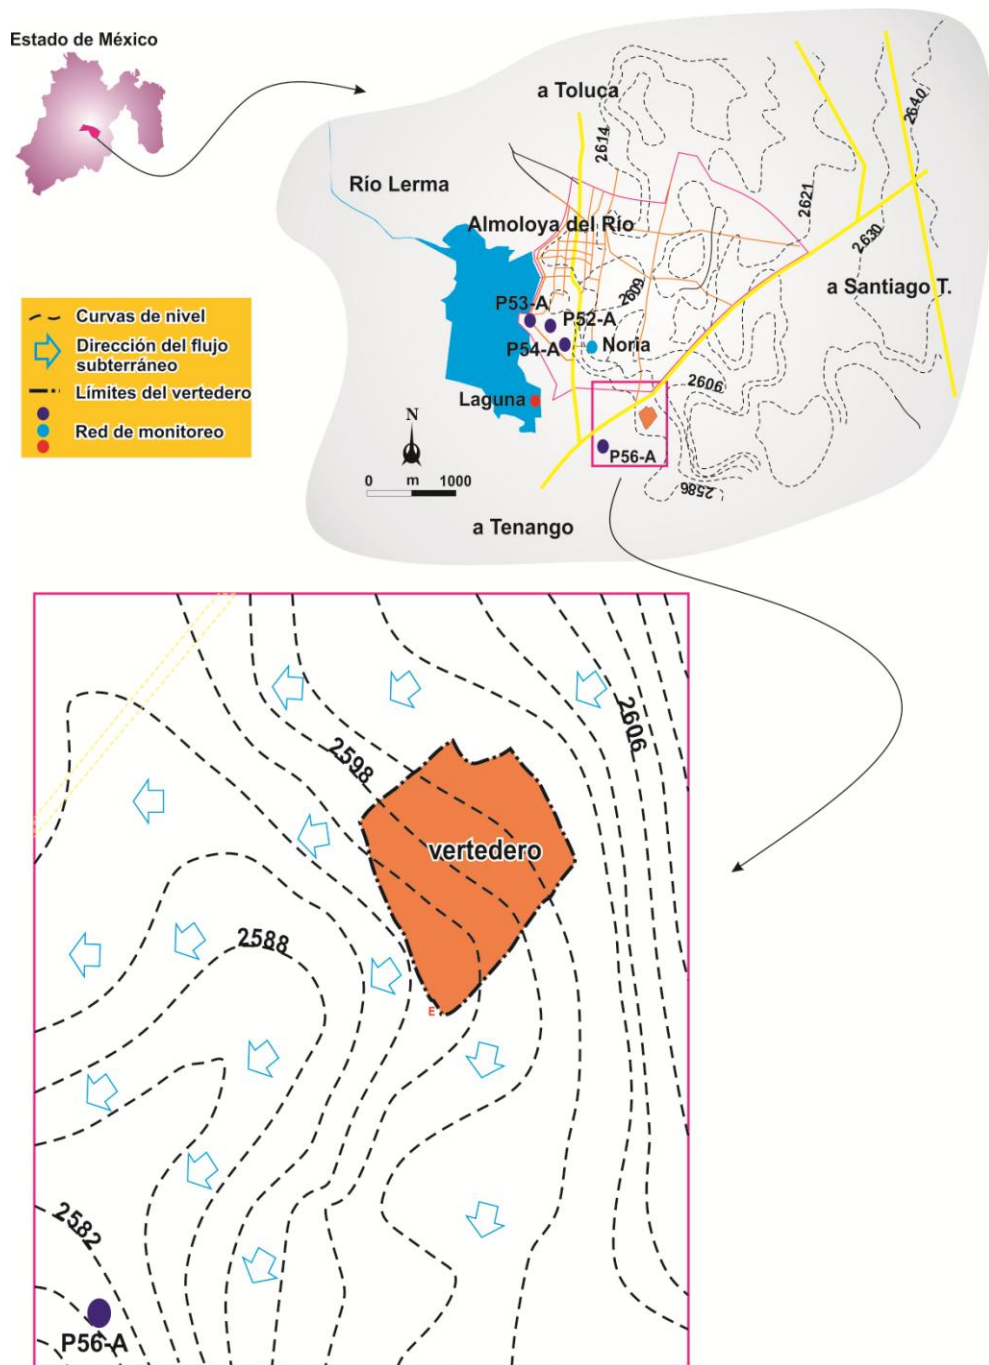 Estado de México
a Toluca
2614
2640
Río Lerma
2621
Almoloya del Río
2630
a Santiago T.
2609
P53-A
P52-A
P54-A
Noria
Curvas de nivel
Dirección del flujo
subterráneo
Límites del vertedero
Red de monitoreo
2606
Laguna
N
P56-A
0 m 1000
2586
a Tenango
2606
2598
vertedero
2588
E
2582
P56-A